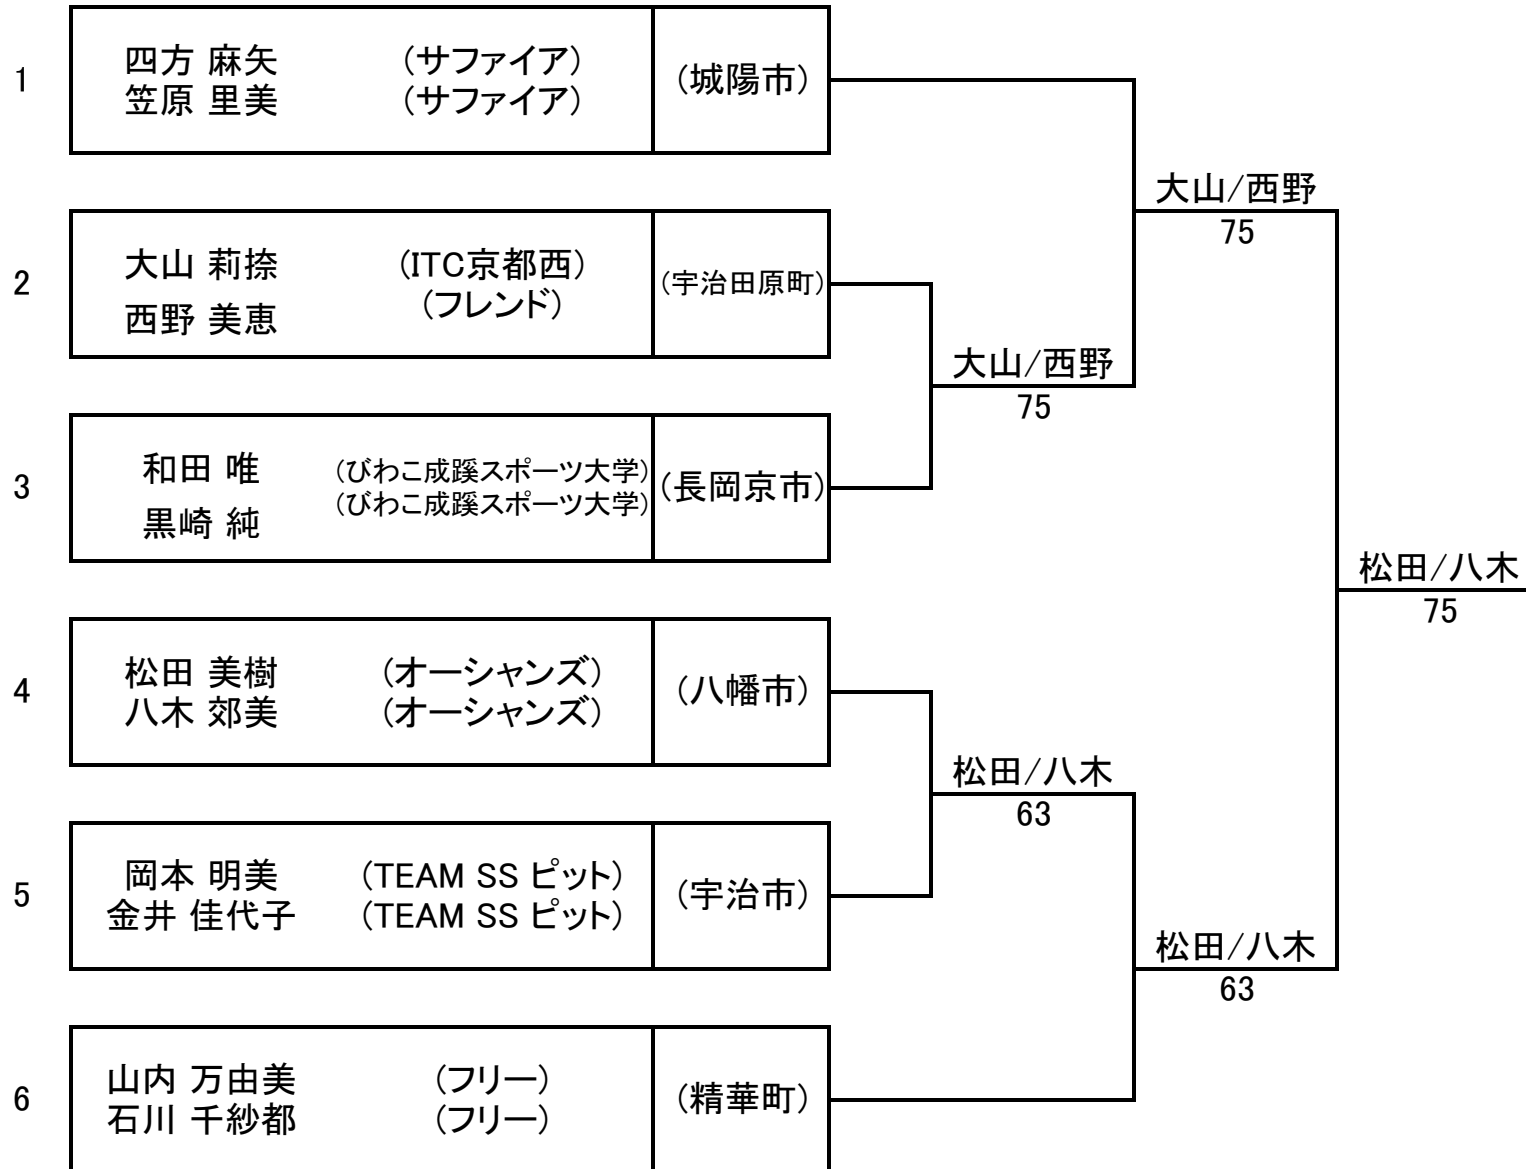 1
四方 麻矢 (サファイア)
笠原 里美 (サファイア)
(城陽市)
大山/西野
75
2
大山 莉捺 (ITC京都西)
西野 美恵 (フレンド)
(宇治田原町)
大山/西野
75
3
和田 唯 (びわこ成蹊スポーツ大学)
黒崎 純 (びわこ成蹊スポーツ大学)
(長岡京市)
松田/八木
75
4
松田 美樹 (オーシャンズ)
八木 郊美 (オーシャンズ)
(八幡市)
松田/八木
63
5
岡本 明美 (TEAM SS ピット)
金井 佳代子 (TEAM SS ピット)
(宇治市)
松田/八木
63
6
山内 万由美 (フリー)
石川 千紗都 (フリー)
(精華町)